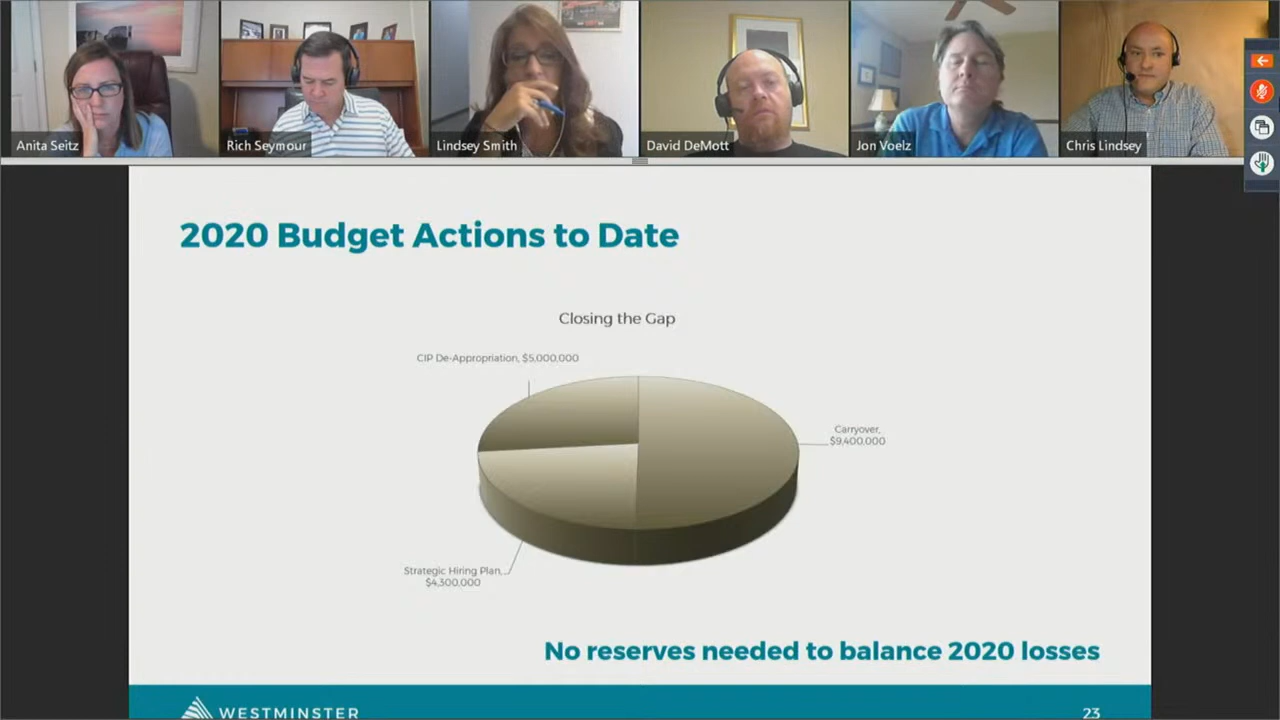 Anita Seitz
Rich Seymour
Lindsey Smith
David DeMott
Jon Voelz
Chris Lindsey
2020 Budget Actions to Date
Closing the Gap
CIP De-Appropriation, $5,000,000
Carryover,
$9,400,000
Strategic Hiring Plan,
$4,300,000
No reserves needed to balance 2020 losses
WESTMINSTER
23